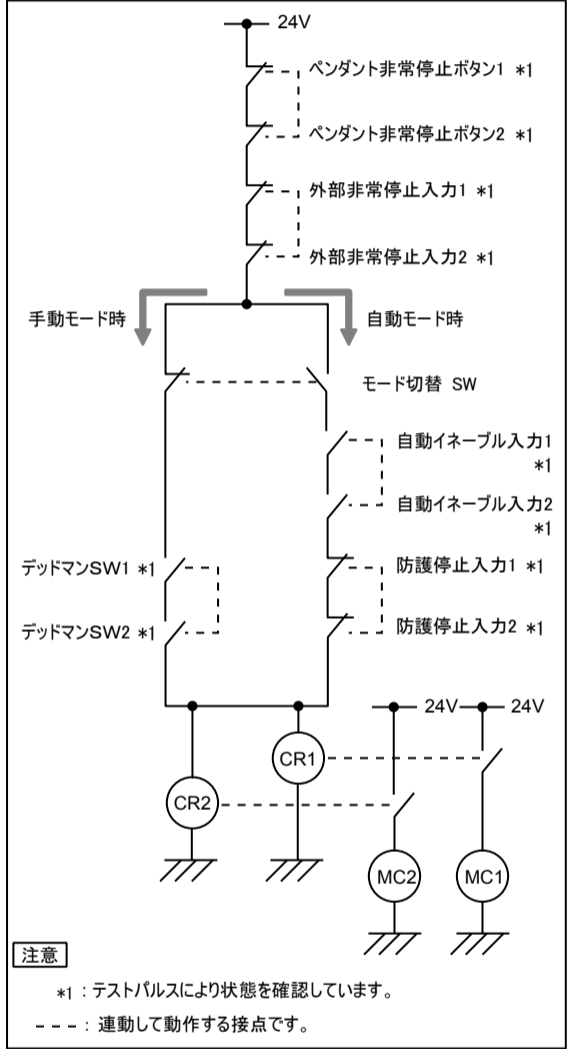 24V
ペンダント非常停止ボタン1 *1
ペンダント非常停止ボタン2 *1
外部非常停止入力1 *1
外部非常停止入力2 *1
手動モード時
自動モード時
モード切替 SW
自動イネーブル入力1
*1
自動イネーブル入力2
*1
デッドマンSW1 *1
防護停止入力1 *1
デッドマンSW2 *1
防護停止入力2 *1
24V
24V
CR1
CR2
MC2
MC1
注意
*1 : テストパルスにより状態を確認しています。
- - - : 連動して動作する接点です。